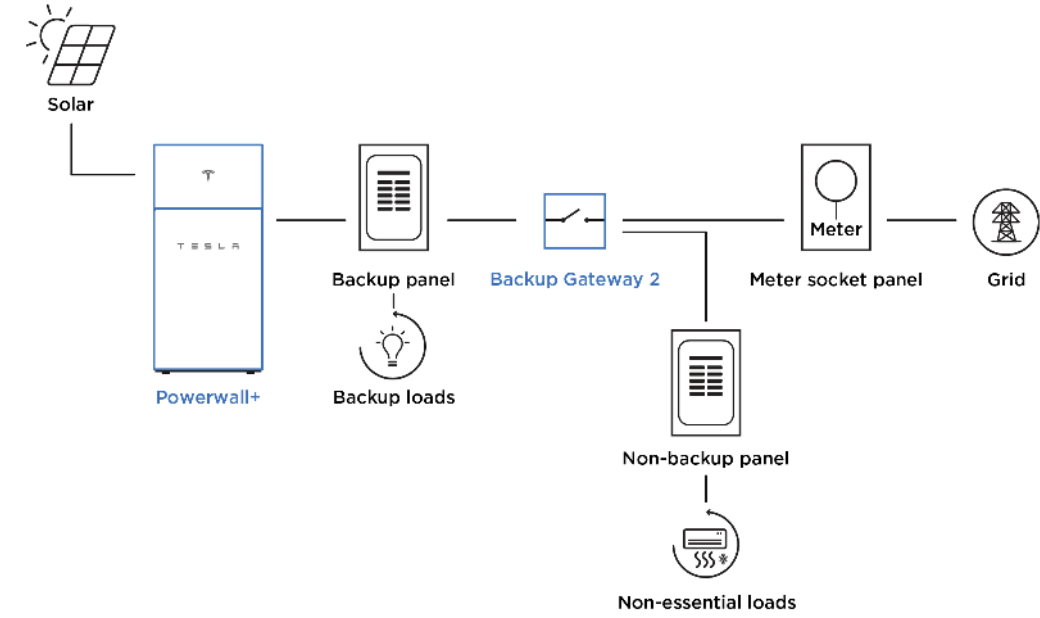 Solar
TESLA
Powerwall+
Backup panel
Backup loads
Backup Gateway 2
Meter
Meter socket panel
Grid
Non-backup panel
Non-essential loads